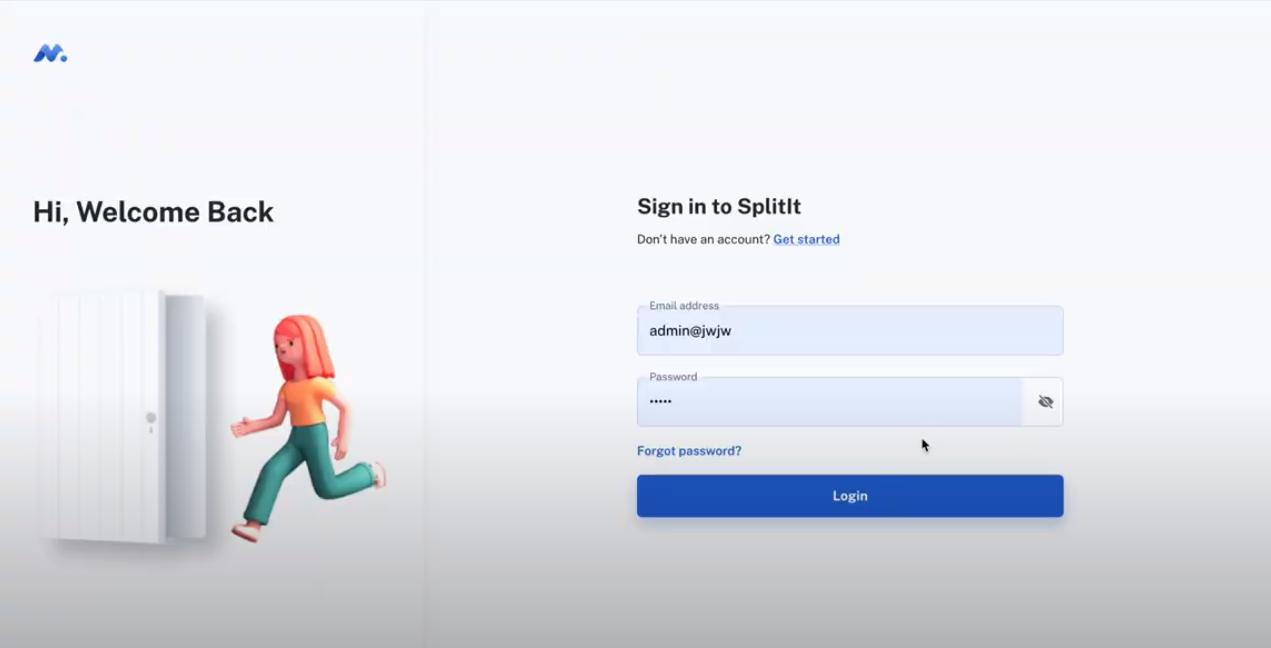 Hi, Welcome Back
Sign in to SplitIt
Don't have an account? Get started
Email address
admin@jwjw
Password
•••••
Forgot password?
Login